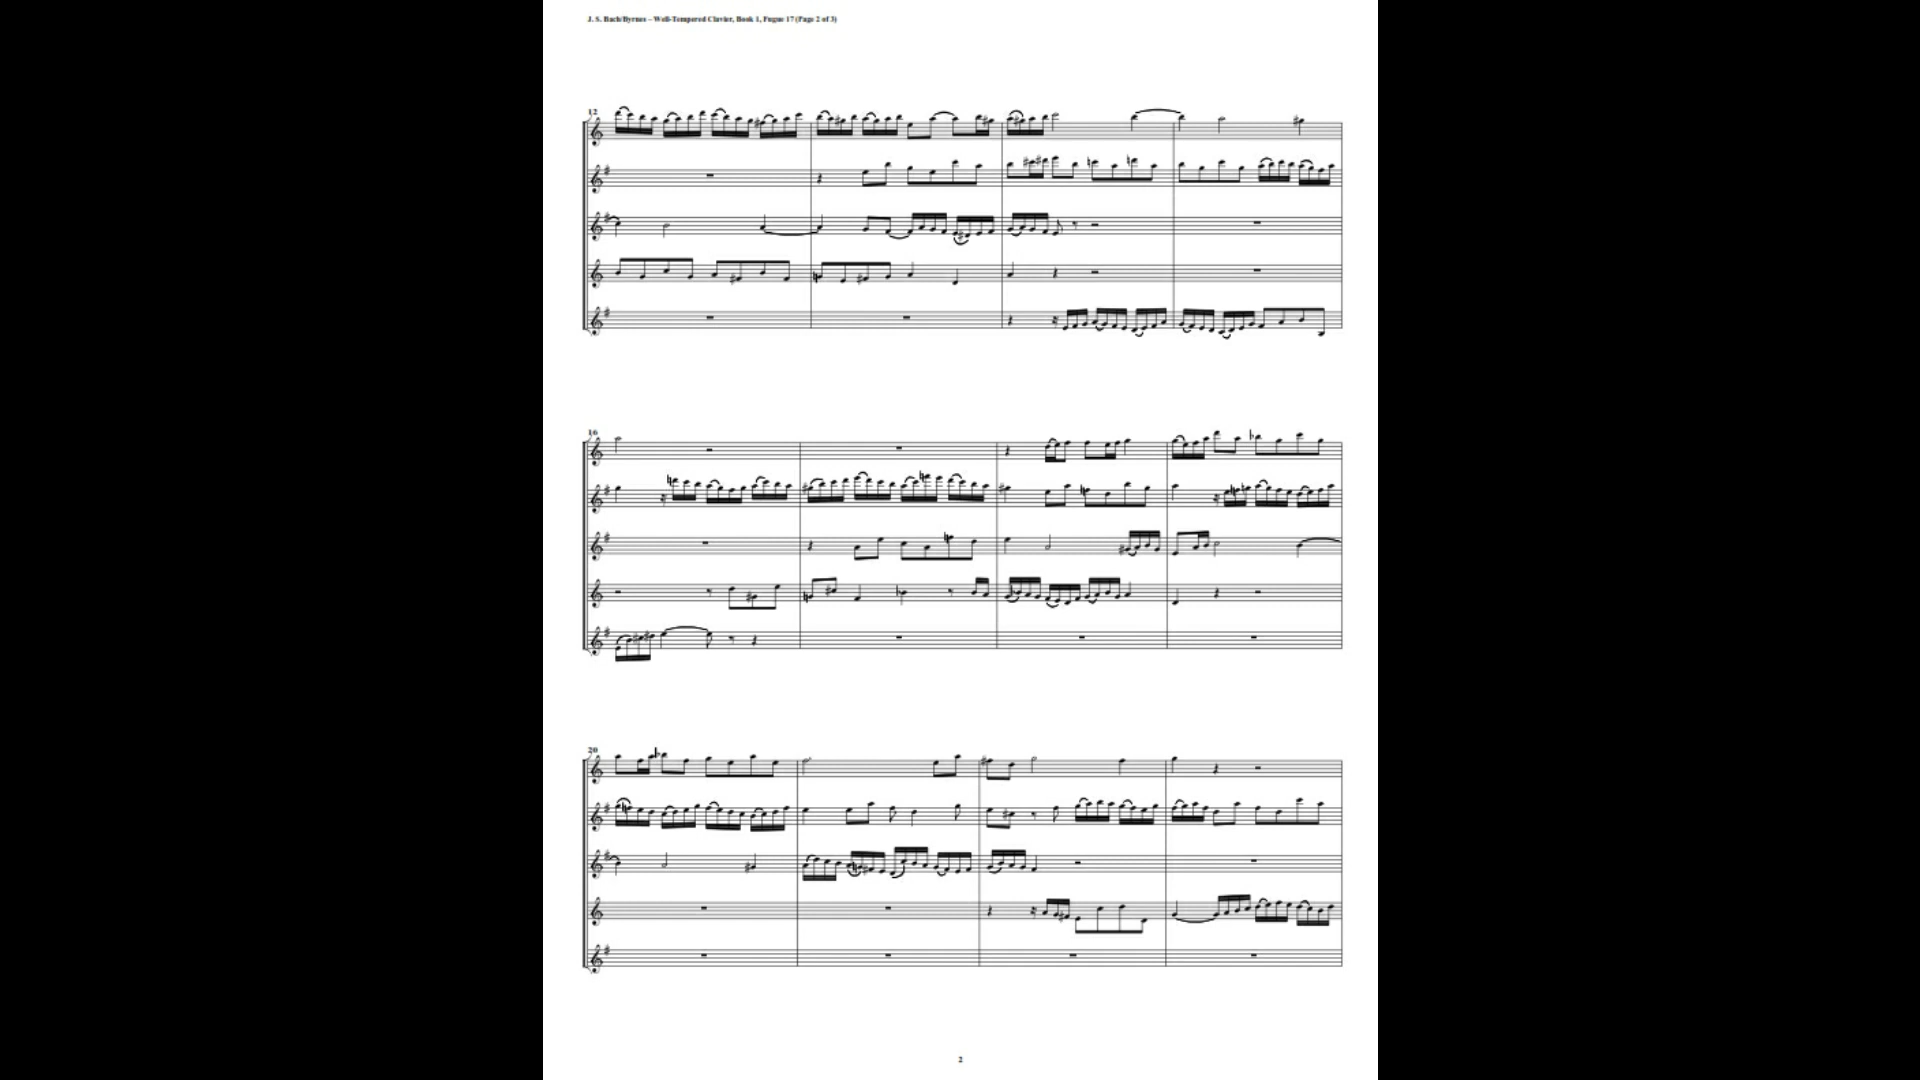 J. S. Bach/Byrnes – Well-Tempered Clavier, Book 1, Fugue 17 (Page 2 of 3)
12
16
20
2